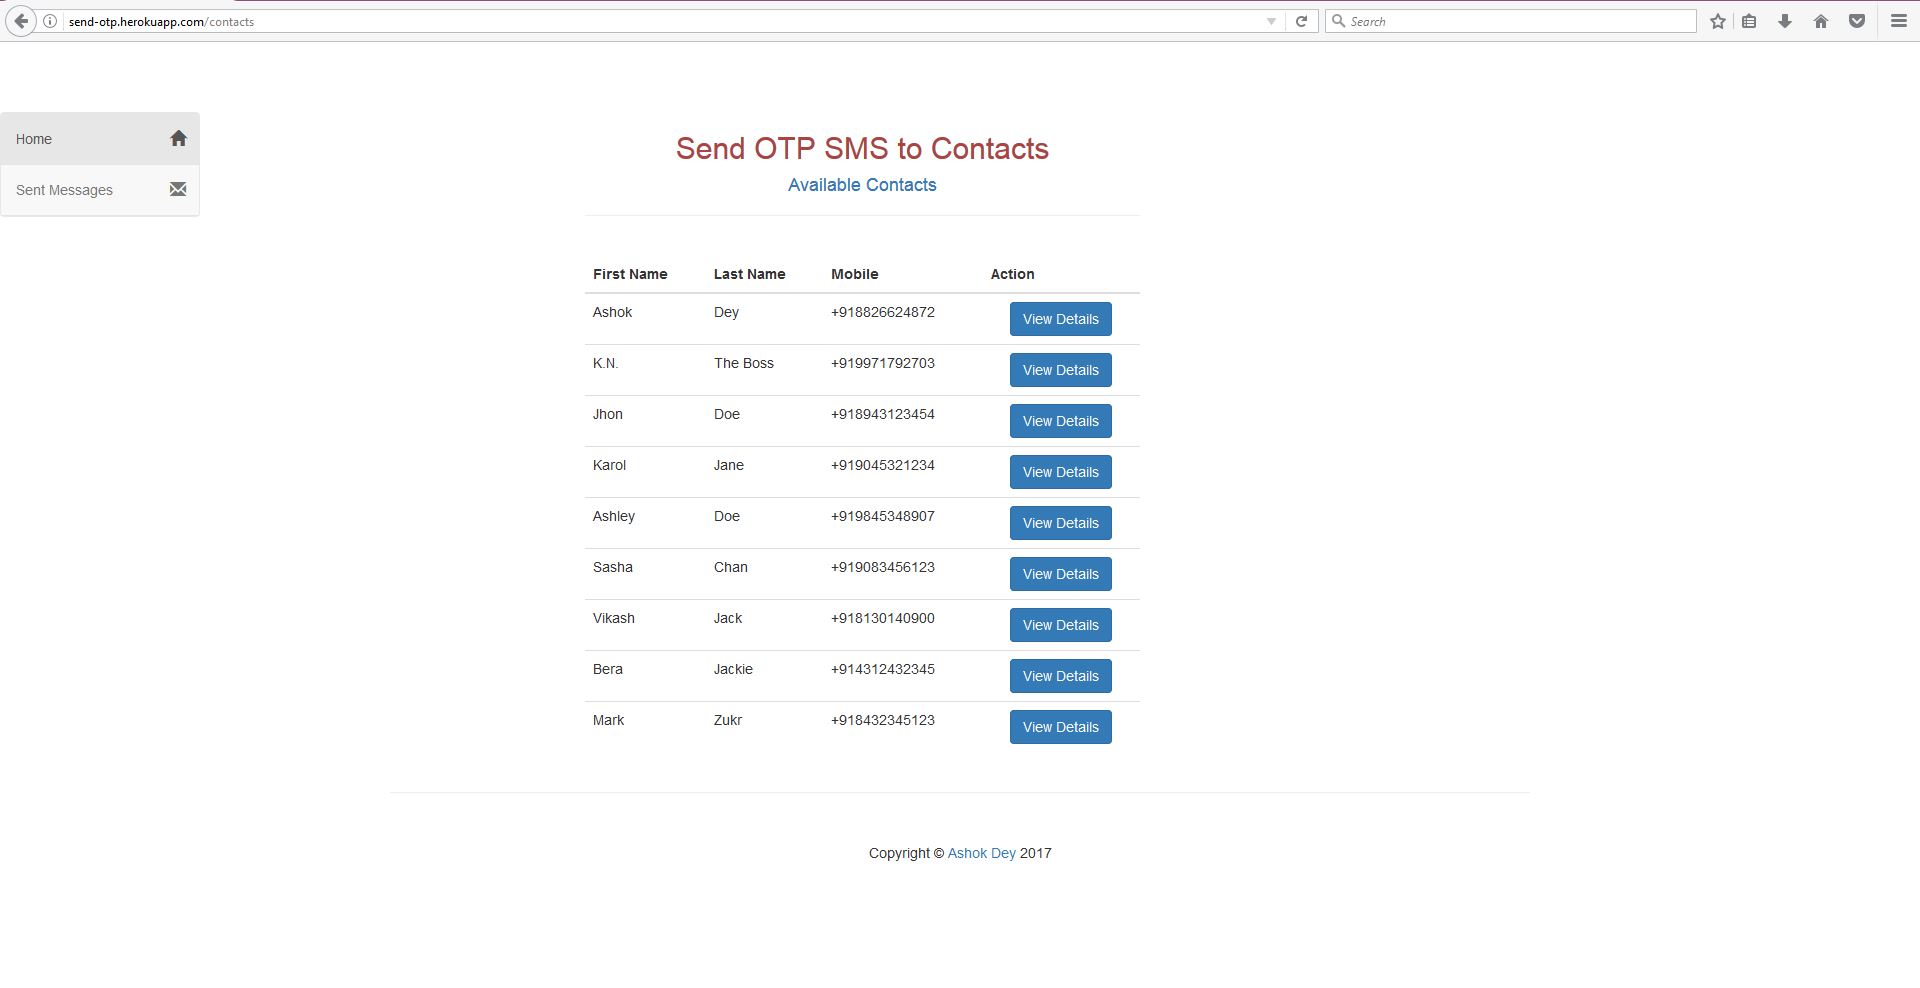 send-otp.herokuapp.com/contacts
Search
Home
Sent Messages
Send OTP SMS to Contacts
Available Contacts
First Name Last Name Mobile Action
Ashok Dey +918826624872 View Details
K.N. The Boss +919971792703 View Details
Jhon Doe +918943123454 View Details
Karol Jane +919045321234 View Details
Ashley Doe +919845348907 View Details
Sasha Chan +919083456123 View Details
Vikash Jack +918130140900 View Details
Bera Jackie +914312432345 View Details
Mark Zukr +918432345123 View Details
Copyright © Ashok Dey 2017